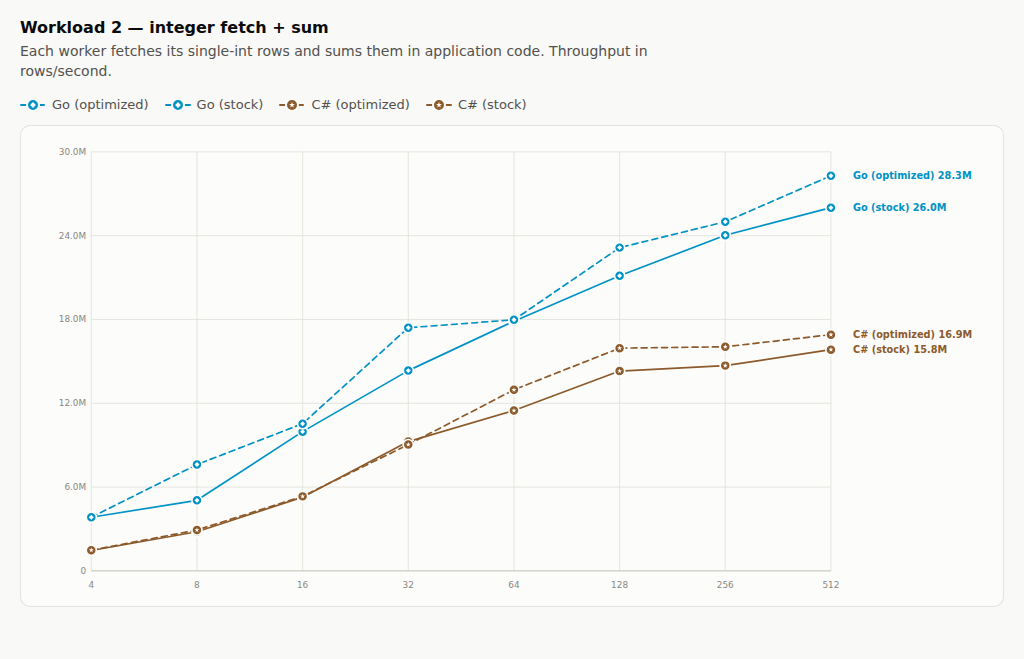 Workload 2 — integer fetch + sum
Each worker fetches its single-int rows and sums them in application code. Throughput in
rows/second.
Go (optimized) Go (stock) C# (optimized) C# (stock)
30.0M
24.0M
18.0M
12.0M
6.0M
0
Go (optimized) 28.3M
Go (stock) 26.0M
C# (optimized) 16.9M
C# (stock) 15.8M
4 8 16 32 64 128 256 512